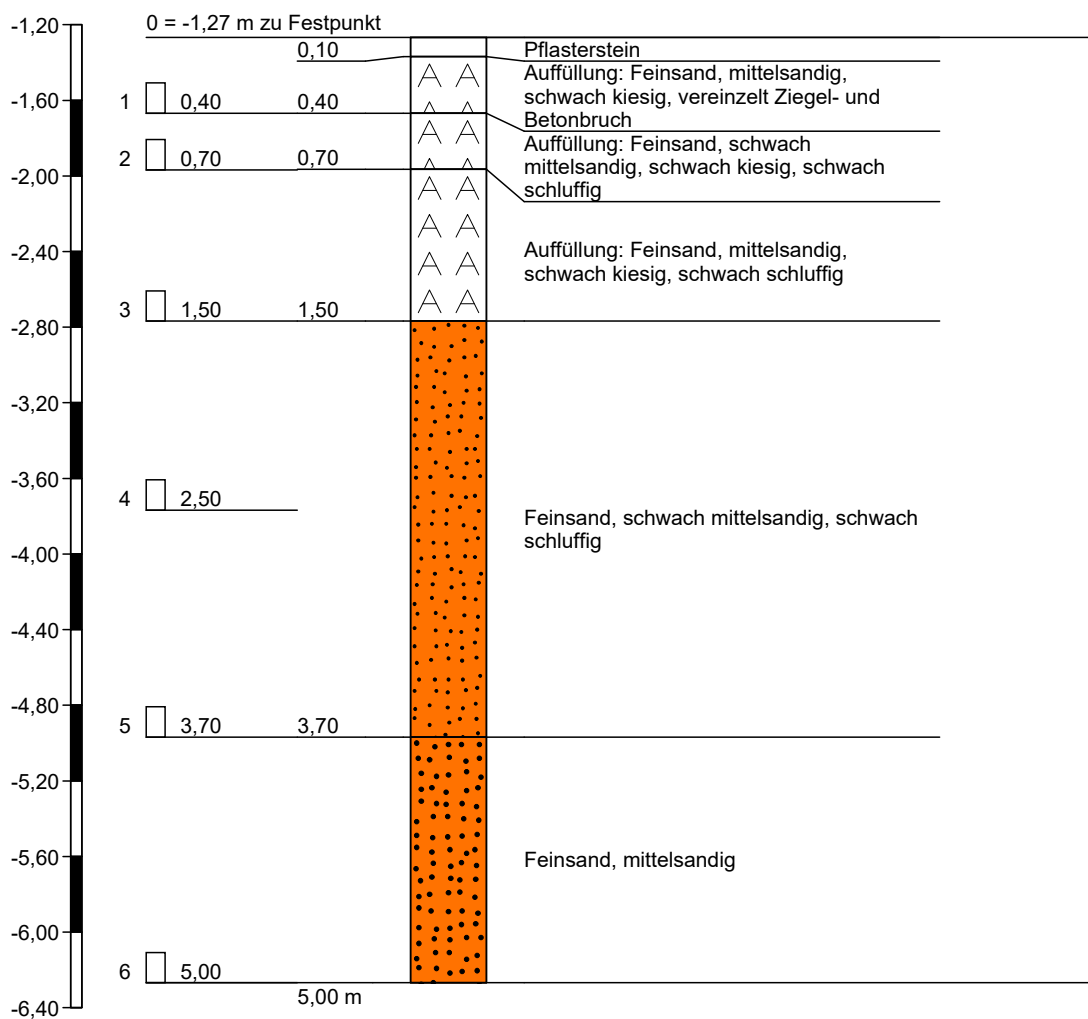 -1,20
0 = -1,27 m zu Festpunkt
0,10
Pflasterstein
Auffüllung: Feinsand, mittelsandig,
schwach kiesig, vereinzelt Ziegel- und
Betonbruch
-1,60
1
0,40
0,40
Auffüllung: Feinsand, schwach
mittelsandig, schwach kiesig, schwach
schluffig
2
0,70
0,70
-2,00
Auffüllung: Feinsand, mittelsandig,
schwach kiesig, schwach schluffig
-2,40
3
1,50
1,50
-2,80
-3,20
-3,60
4
2,50
Feinsand, schwach mittelsandig, schwach
schluffig
-4,00
-4,40
-4,80
5
3,70
3,70
-5,20
-5,60
Feinsand, mittelsandig
-6,00
6
5,00
5,00 m
-6,40